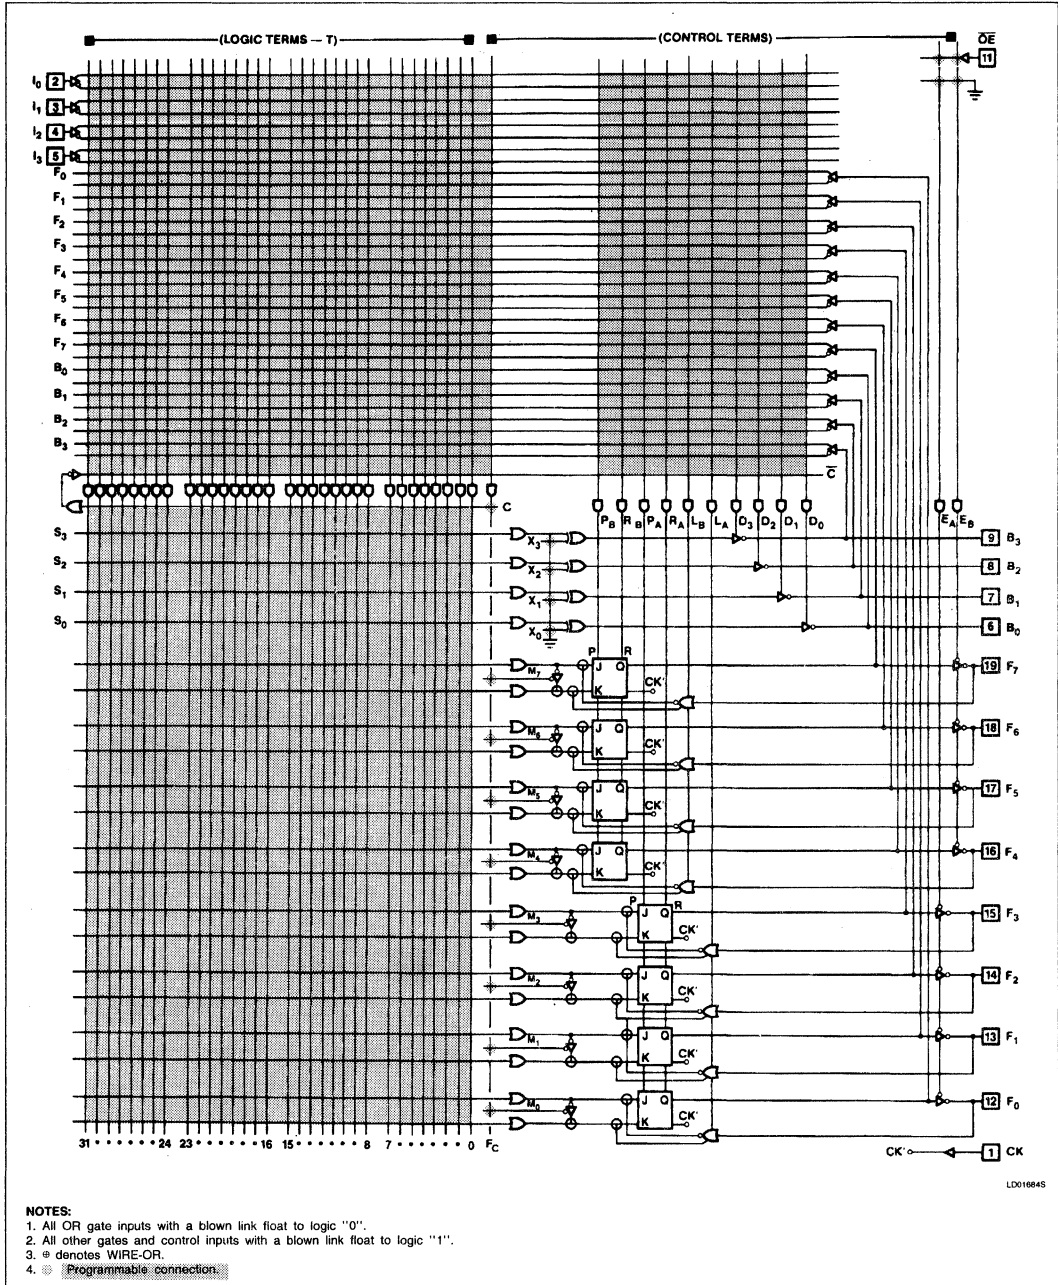 (LOGIC TERMS — T)
(CONTROL TERMS)
OE
11
I0 2
I1 3
I2 4
I3 5
F0
F1
F2
F3
F4
F5
F6
F7
B0
B1
B2
B3
C
C
PB RB PA RA LB LA D3 D2 D1 D0
EA EB
S3
X3
9 B3
S2
X2
8 B2
S1
X1
7 B1
S0
X0
6 B0
P R
M7
J Q
K
CK'
19 F7
M6
J Q
K
CK'
18 F6
M5
J Q
K
CK'
17 F5
M4
J Q
K
CK'
16 F4
P R
M3
J Q
K
CK'
15 F3
M2
J Q
K
CK'
14 F2
M1
J Q
K
CK'
13 F1
M0
J Q
K
CK'
12 F0
31 24 23 16 15 8 7 0 FC
CK' 1 CK
LD01684S
NOTES:
1. All OR gate inputs with a blown link float to logic "0".
2. All other gates and control inputs with a blown link float to logic "1".
3. ⊕ denotes WIRE-OR.
4. Programmable connection.